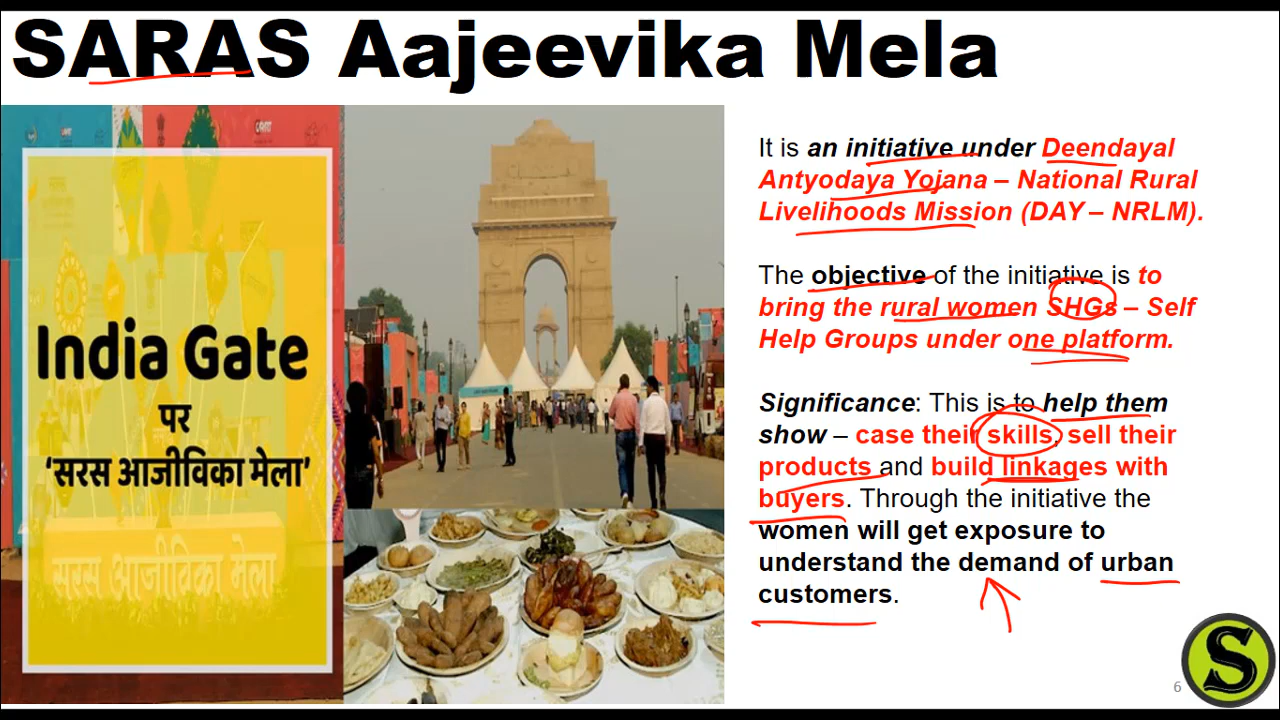 SARAS Aajeevika Mela
India Gate
पर
‘सरस आजीविका मेला’
सरस आजीविका मेला
It is an initiative under Deendayal
Antyodaya Yojana – National Rural
Livelihoods Mission (DAY – NRLM).
The objective of the initiative is to
bring the rural women SHGs – Self
Help Groups under one platform.
Significance: This is to help them
show – case their skills, sell their
products and build linkages with
buyers. Through the initiative the
women will get exposure to
understand the demand of urban
customers.
6
S